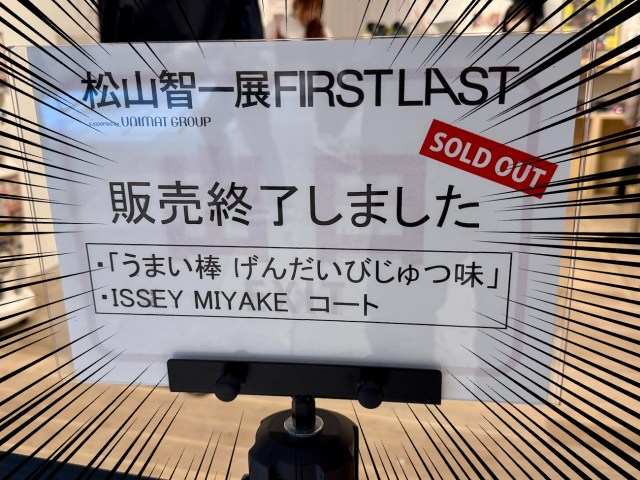 松山智一展FIRST LAST
supported by UNIMAT GROUP
SOLD OUT
販売終了しました
・「うまい棒 げんだいびじゅつ味」
・ISSEY MIYAKE コート